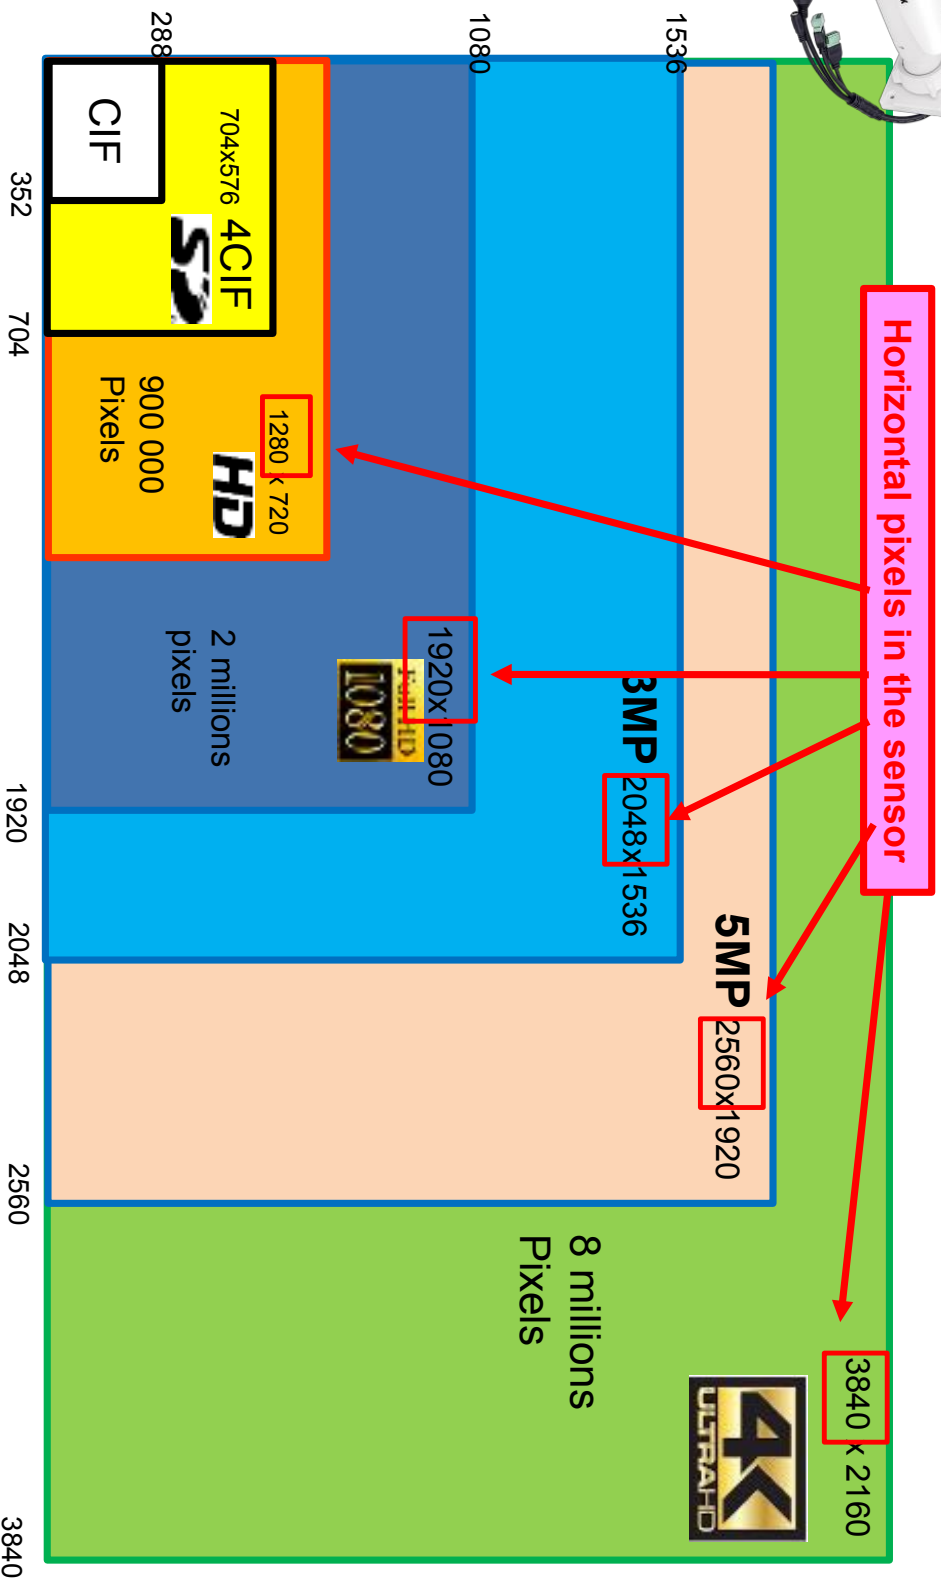 Horizontal pixels in the sensor
3840 x 2160
4K
ULTRAHD
8 millions
Pixels
5MP 2560x1920
3MP 2048x1536
1920x1080
Full HD
1080
2 millions
pixels
1280 x 720
HD
900 000
Pixels
704x576 4CIF
SD
CIF
1536
1080
288
352
704
1920
2048
2560
3840